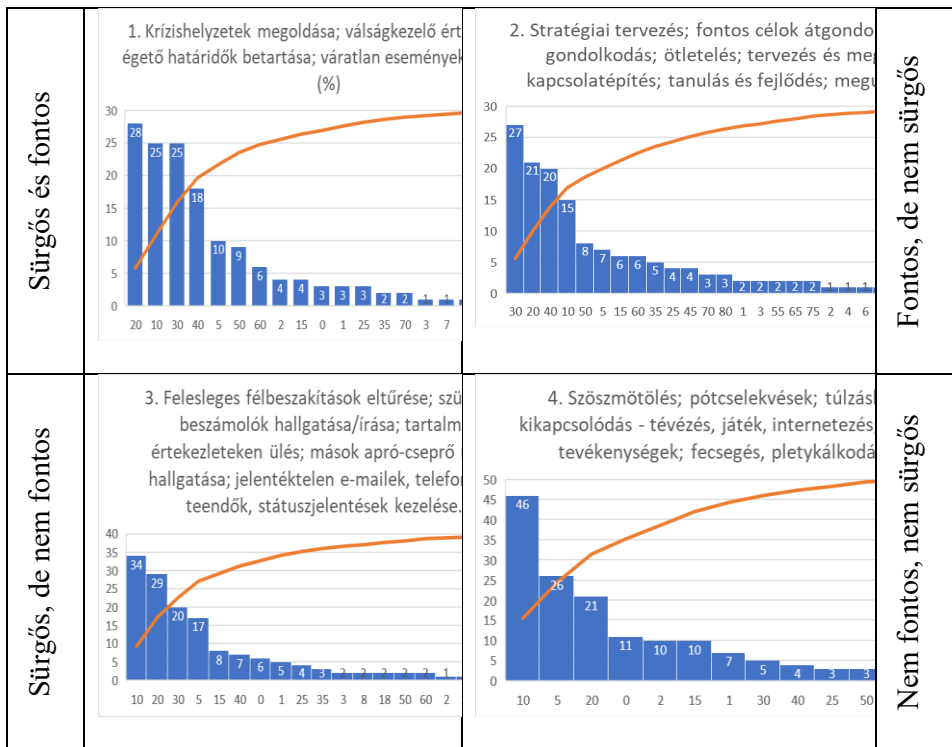 Sürgős és fontos
1. Krízishelyzetek megoldása; válságkezelő ért
égető határidők betartása; váratlan események
(%)
30
25
20
15
10
5
0
28 25 25 18 10 9 6 4 4 3 3 3 2 2 1 1
20 10 30 40 5 50 60 2 15 0 1 25 35 70 3 7
2. Stratégiai tervezés; fontos célok átgondo
gondolkodás; ötletelés; tervezés és meg
kapcsolatépítés; tanulás és fejlődés; megu
30
25
20
15
10
5
0
27 21 20 15 8 7 6 6 5 4 4 3 3 2 2 2 2 2 1 1 1
30 20 40 10 50 5 15 60 35 25 45 70 80 1 3 55 65 75 2 4 6
Fontos, de nem sürgős
Sürgős, de nem fontos
3. Felesleges félbeszakítások eltűrése; szü
beszámolók hallgatása/írása; tartalm
értekezleteken ülés; mások apró-cseprő
hallgatása; jelentéktelen e-mailek, telefor
teendők, státuszjelentések kezelése.
40
35
30
25
20
15
10
5
0
34 29 20 17 8 7 6 5 4 3 2 2 2 2 2 1
10 20 30 5 15 40 0 1 25 35 3 8 18 50 60 2
4. Szöszmötölés; pótcselekvések; túlzásl
kikapcsolódás - tévézés, játék, internetezés;
tevékenységek; fecsegés, pletykálkodá
50
45
40
35
30
25
20
15
10
5
0
46 26 21 11 10 10 7 5 4 3 3
10 5 20 0 2 15 1 30 40 25 50
Nem fontos, nem sürgős